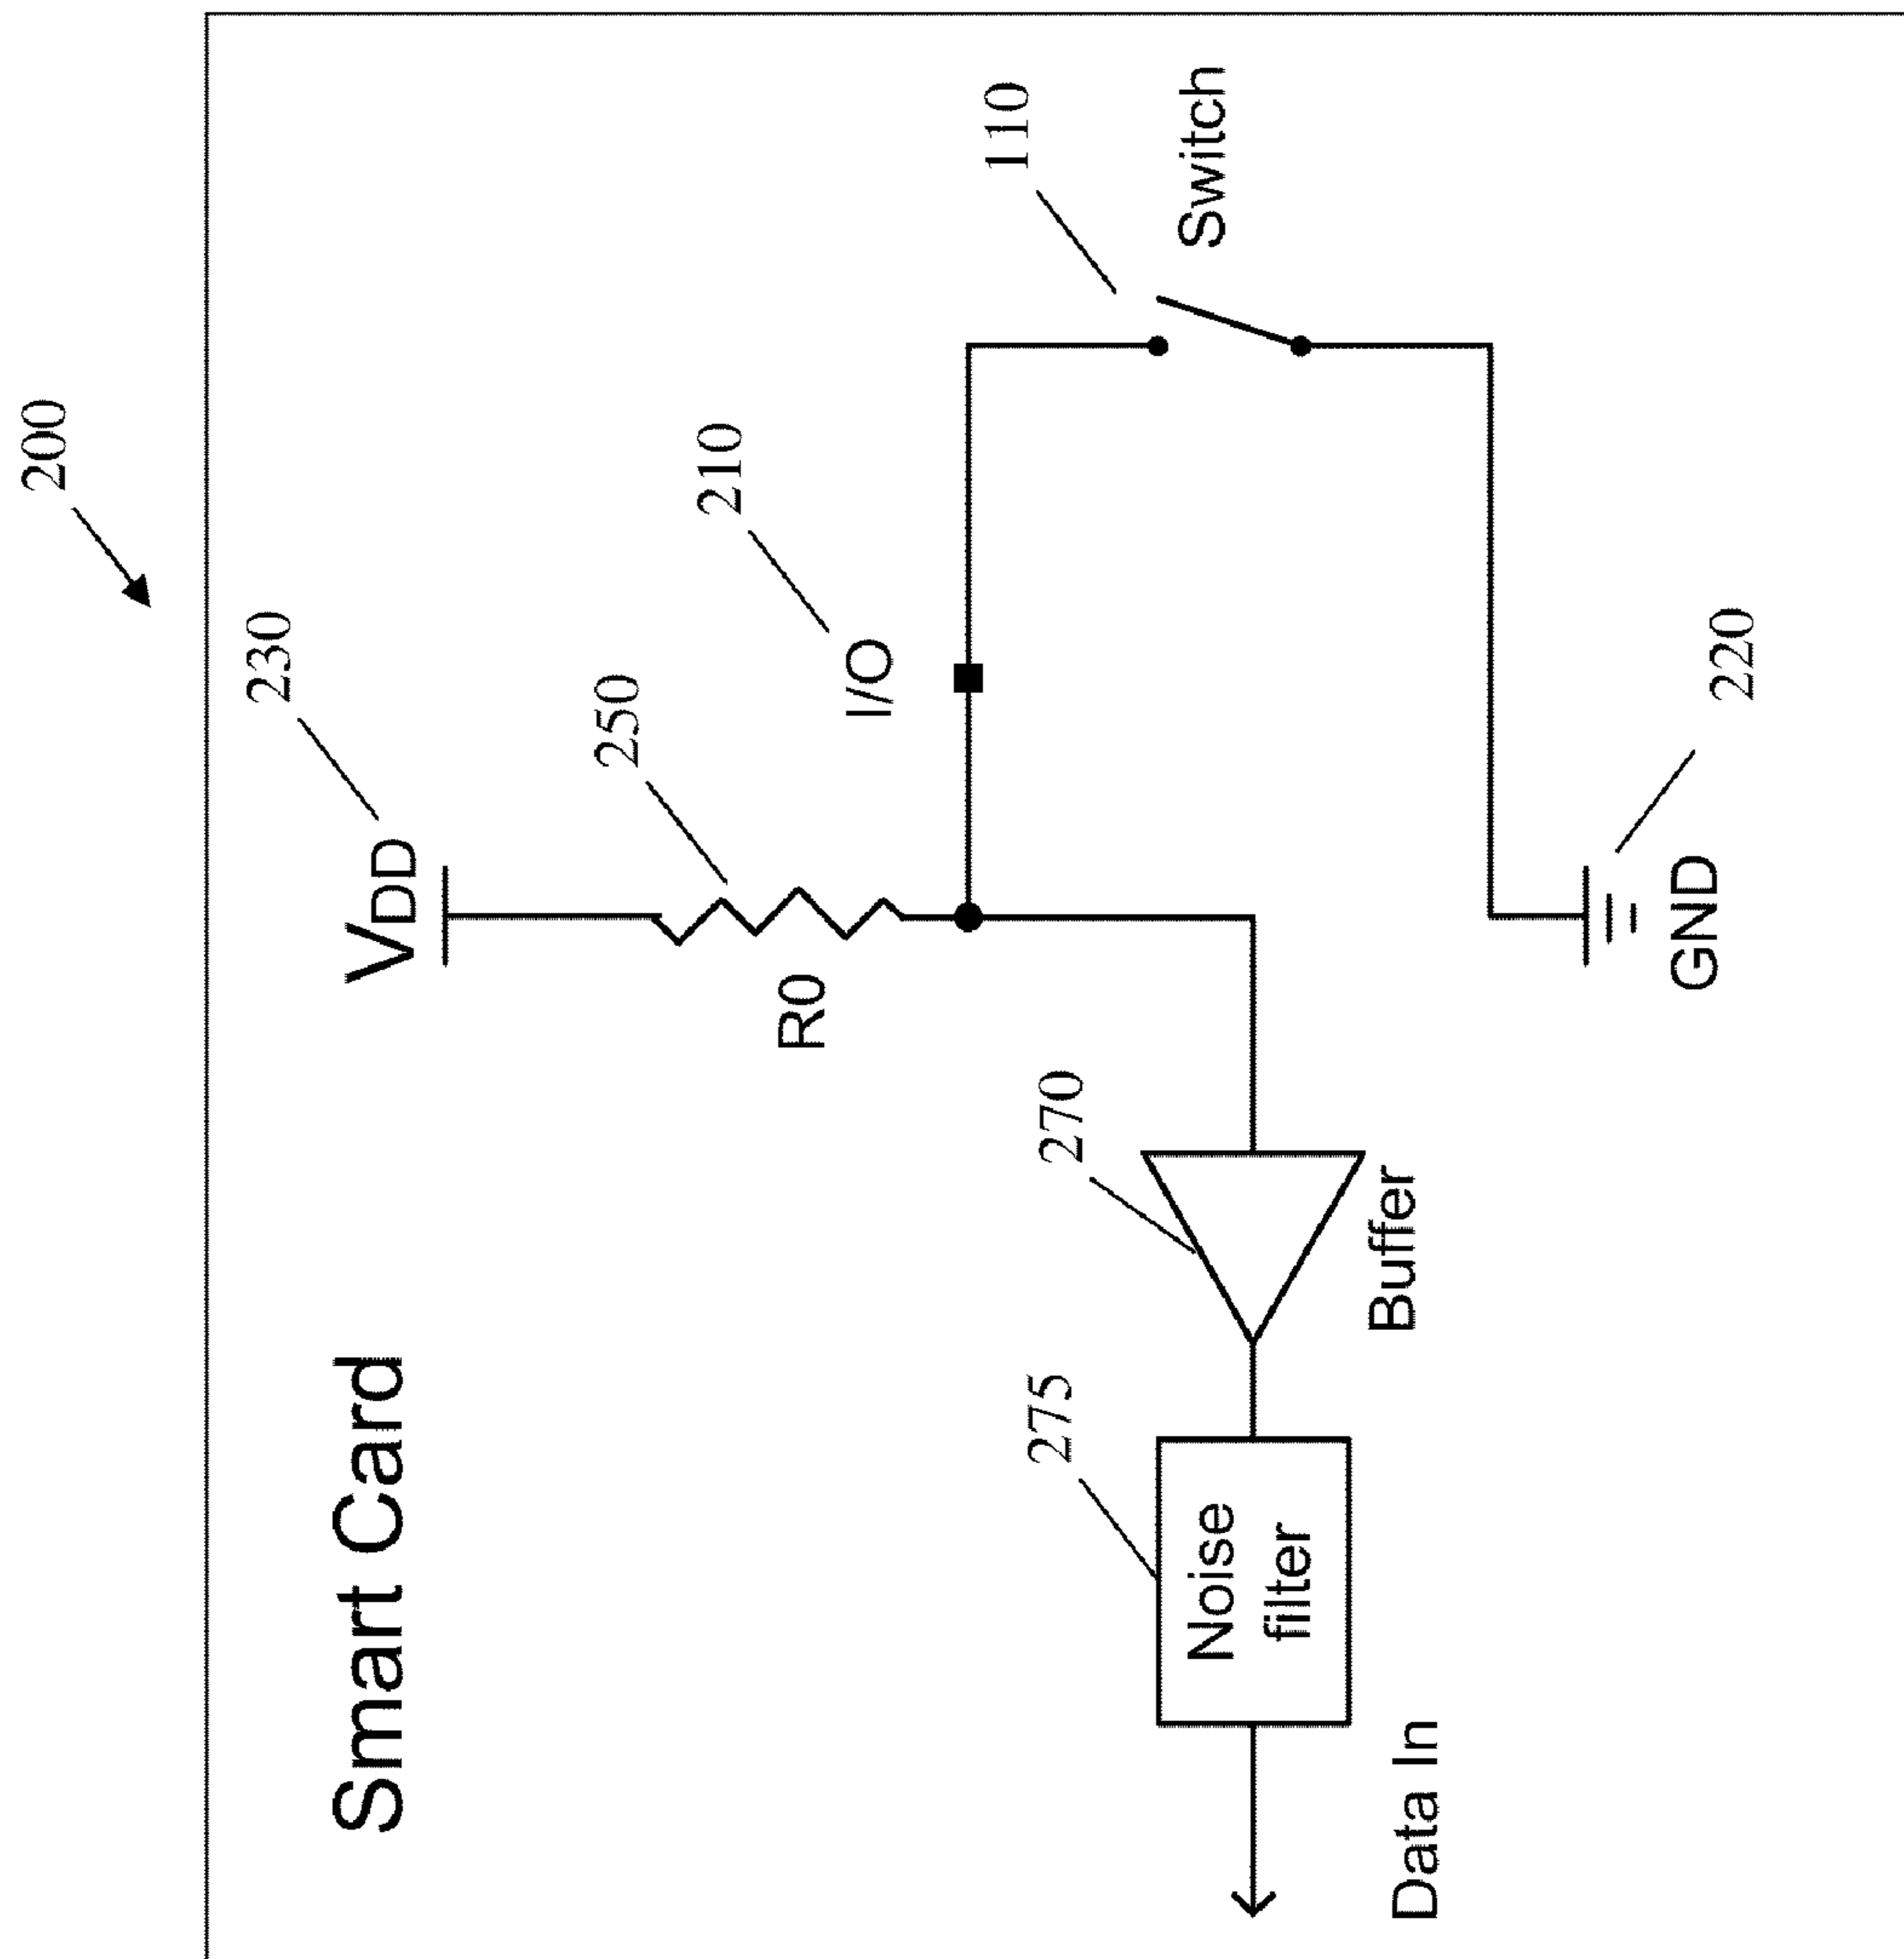 200
Smart Card
230
VDD
250
R0
210
I/O
110
Switch
270
Buffer
275
Noise
filter
Data In
220
GND